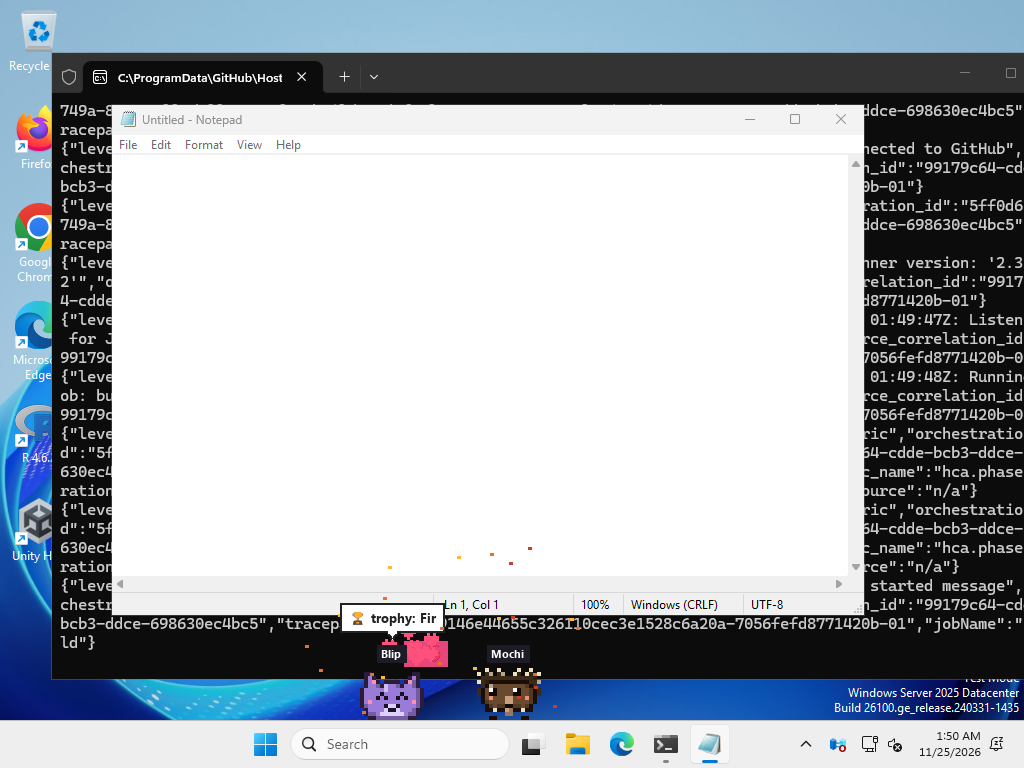 Recycle
Firefo
Googl
Chrom
Micros
Edge
R 4.6.
Unity H
C:\ProgramData\GitHub\Host
Untitled - Notepad
File Edit Format View Help
Ln 1, Col 1
100%
Windows (CRLF)
UTF-8
749a-8
ddce-698630ec4bc5"
racepa
{"leve
nected to GitHub",
chestr
n_id":"99179c64-cd
bcb3-d
0b-01"}
{"leve
ration_id":"5ff0d6
749a-8
ddce-698630ec4bc5"
racepa
{"leve
nner version: '2.3
2'","o
relation_id":"9917
4-cdde
d8771420b-01"}
{"leve
01:49:47Z: Listen
for J
rce_correlation_id
99179c
7056fefd8771420b-0
{"leve
01:49:48Z: Runnin
ob: bu
rce_correlation_id
99179c
7056fefd8771420b-0
{"leve
ric","orchestratio
d":"5f
64-cdde-bcb3-ddce-
630ec4
c_name":"hca.phase
ration
ource":"n/a"}
{"leve
ric","orchestratio
d":"5f
64-cdde-bcb3-ddce-
630ec4
c_name":"hca.phase
ration
rce":"n/a"}
{"leve
started message",
chestr
n_id":"99179c64-cd
bcb3-ddce-698630ec4bc5","tracep
0146e44655c326110cec3e1528c6a20a-7056fefd8771420b-01","jobName":"
ld"}
trophy: Fir
Blip
Mochi
Test Mode
Windows Server 2025 Datacenter
Build 26100.ge_release.240331-1435
Search
1:50 AM
11/25/2026